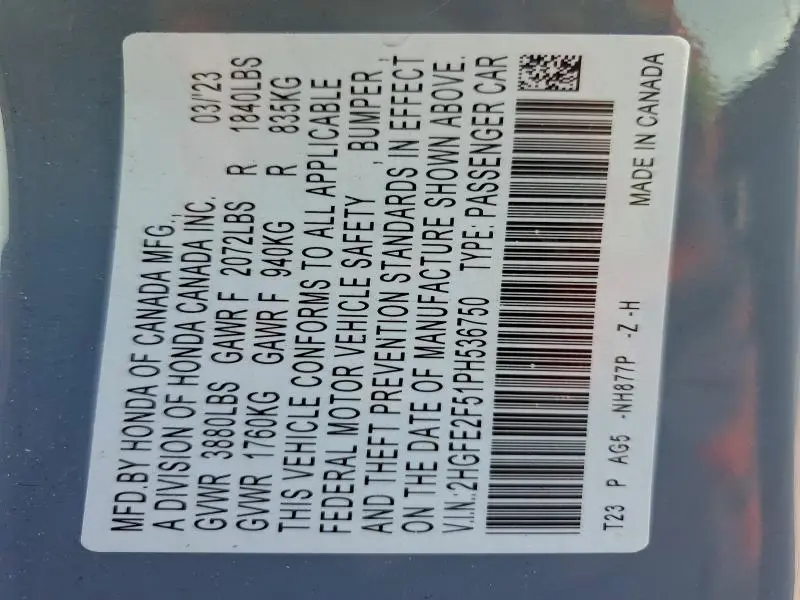 MFD.BY HONDA OF CANADA MFG.,
A DIVISION OF HONDA CANADA INC. 03/'23
GVWR 3880LBS GAWR F 2072LBS R 1840LBS
GVWR 1760KG GAWR F 940KG R 835KG
THIS VEHICLE CONFORMS TO ALL APPLICABLE
FEDERAL MOTOR VEHICLE SAFETY , BUMPER ,
AND THEFT PREVENTION STANDARDS IN EFFECT
ON THE DATE OF MANUFACTURE SHOWN ABOVE.
V.I.N.:2HGFE2F51PH536750 TYPE: PASSENGER CAR
T23 P AG5 -NH877P -Z -H MADE IN CANADA